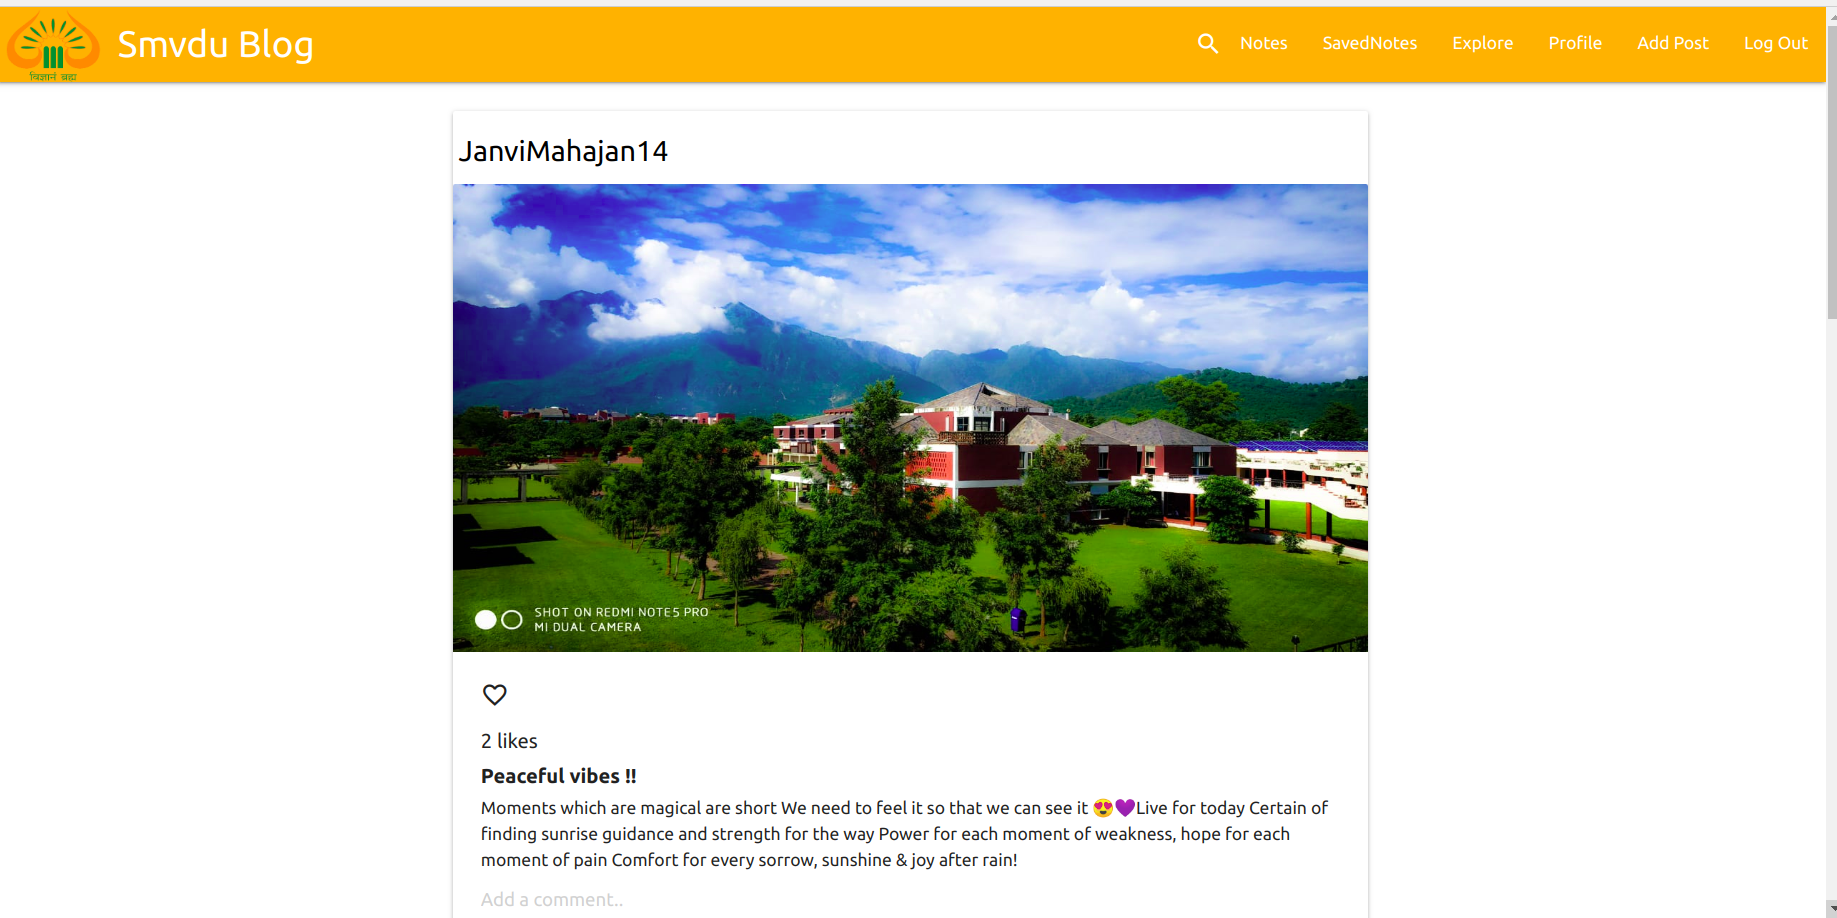 Smvdu Blog
Notes SavedNotes Explore Profile Add Post Log Out
विज्ञानं ब्रह्म
JanviMahajan14
SHOT ON REDMI NOTE5 PRO
MI DUAL CAMERA
2 likes
Peaceful vibes !!
Moments which are magical are short We need to feel it so that we can see it 😍💜Live for today Certain of
finding sunrise guidance and strength for the way Power for each moment of weakness, hope for each
moment of pain Comfort for every sorrow, sunshine & joy after rain!
Add a comment..